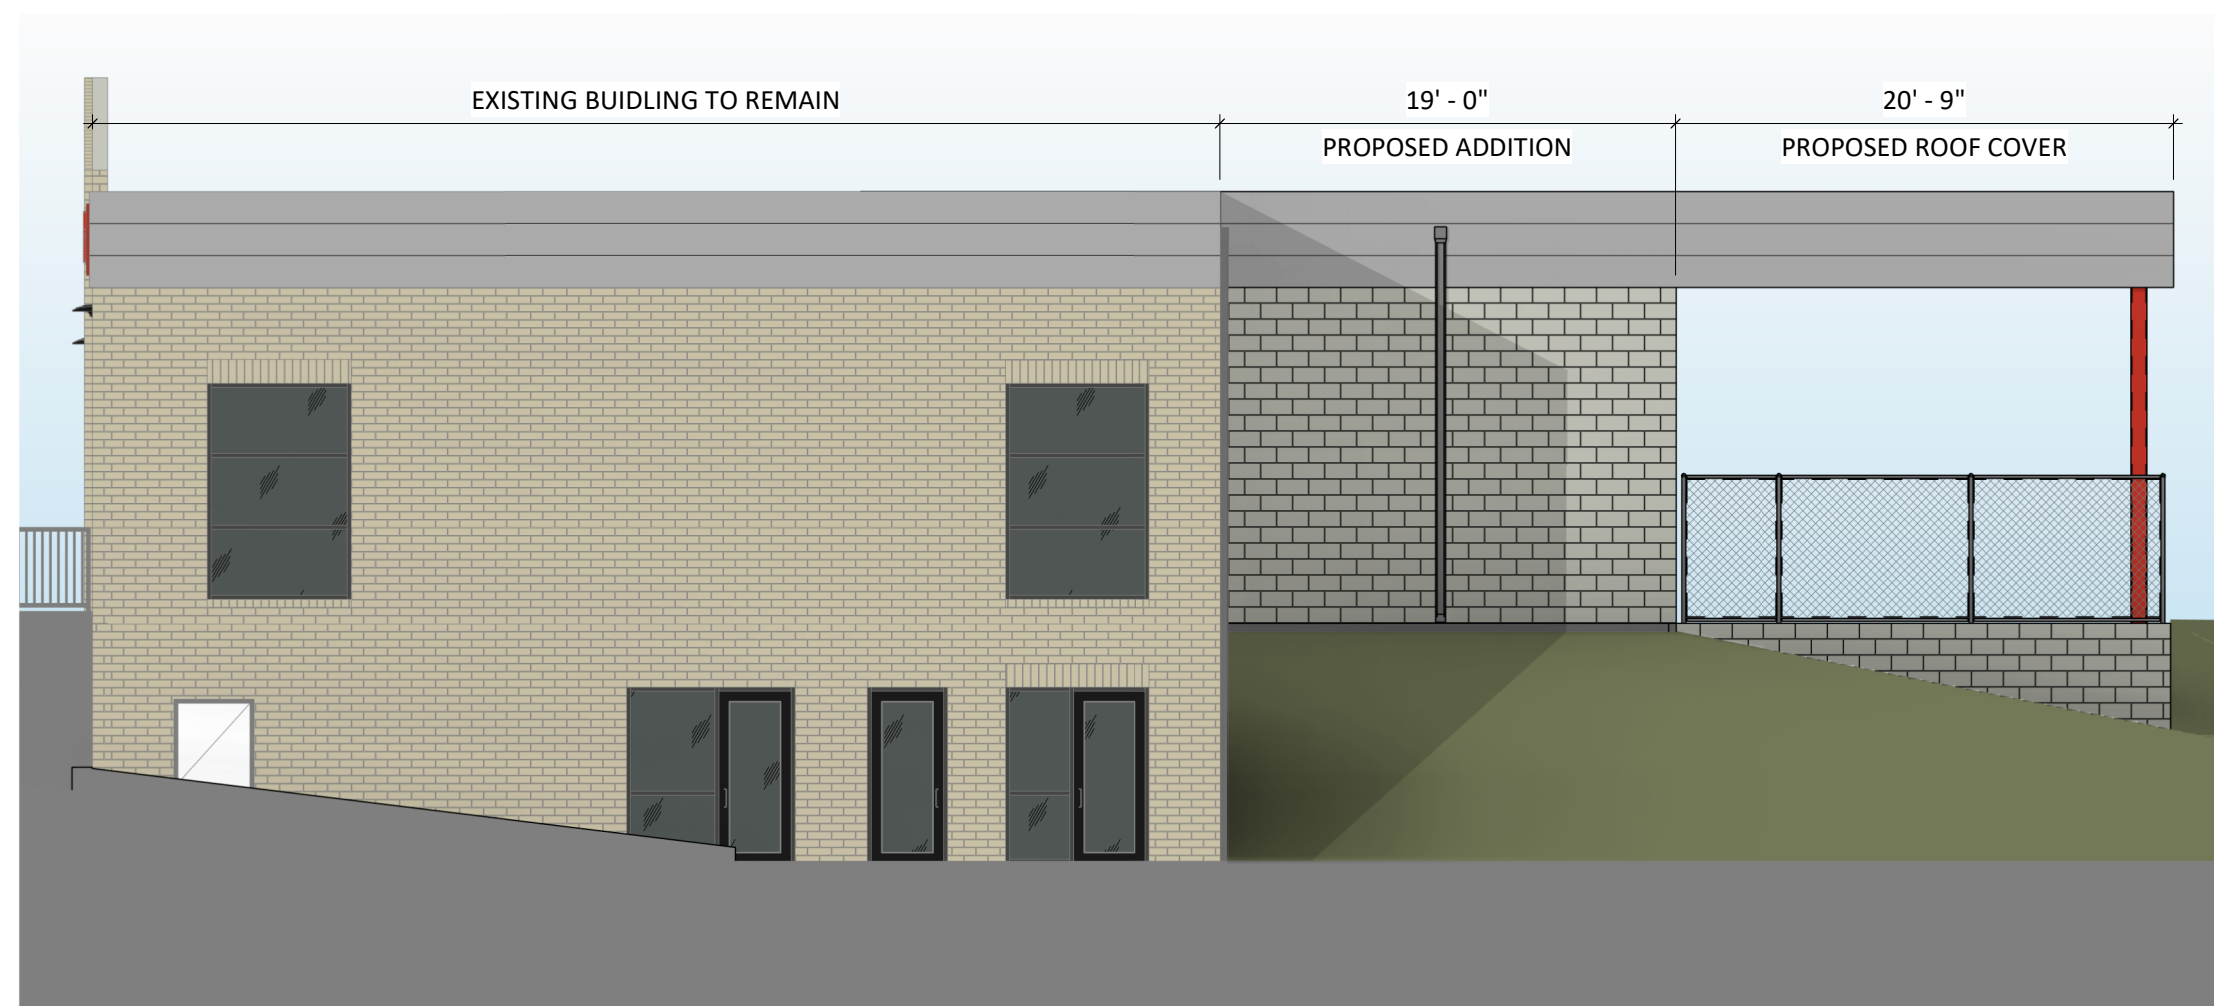 EXISTING BUIDLING TO REMAIN
19' - 0"
20' - 9"
PROPOSED ADDITION
PROPOSED ROOF COVER